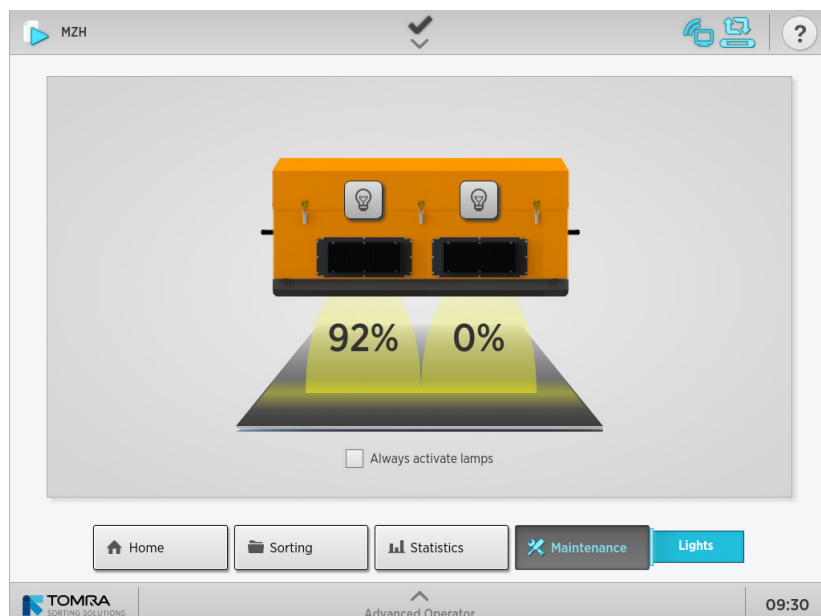 MZH
?
92% 0%
Always activate lamps
Home Sorting Statistics Maintenance Lights
TOMRA
SORTING SOLUTIONS
Advanced Operator
09:30